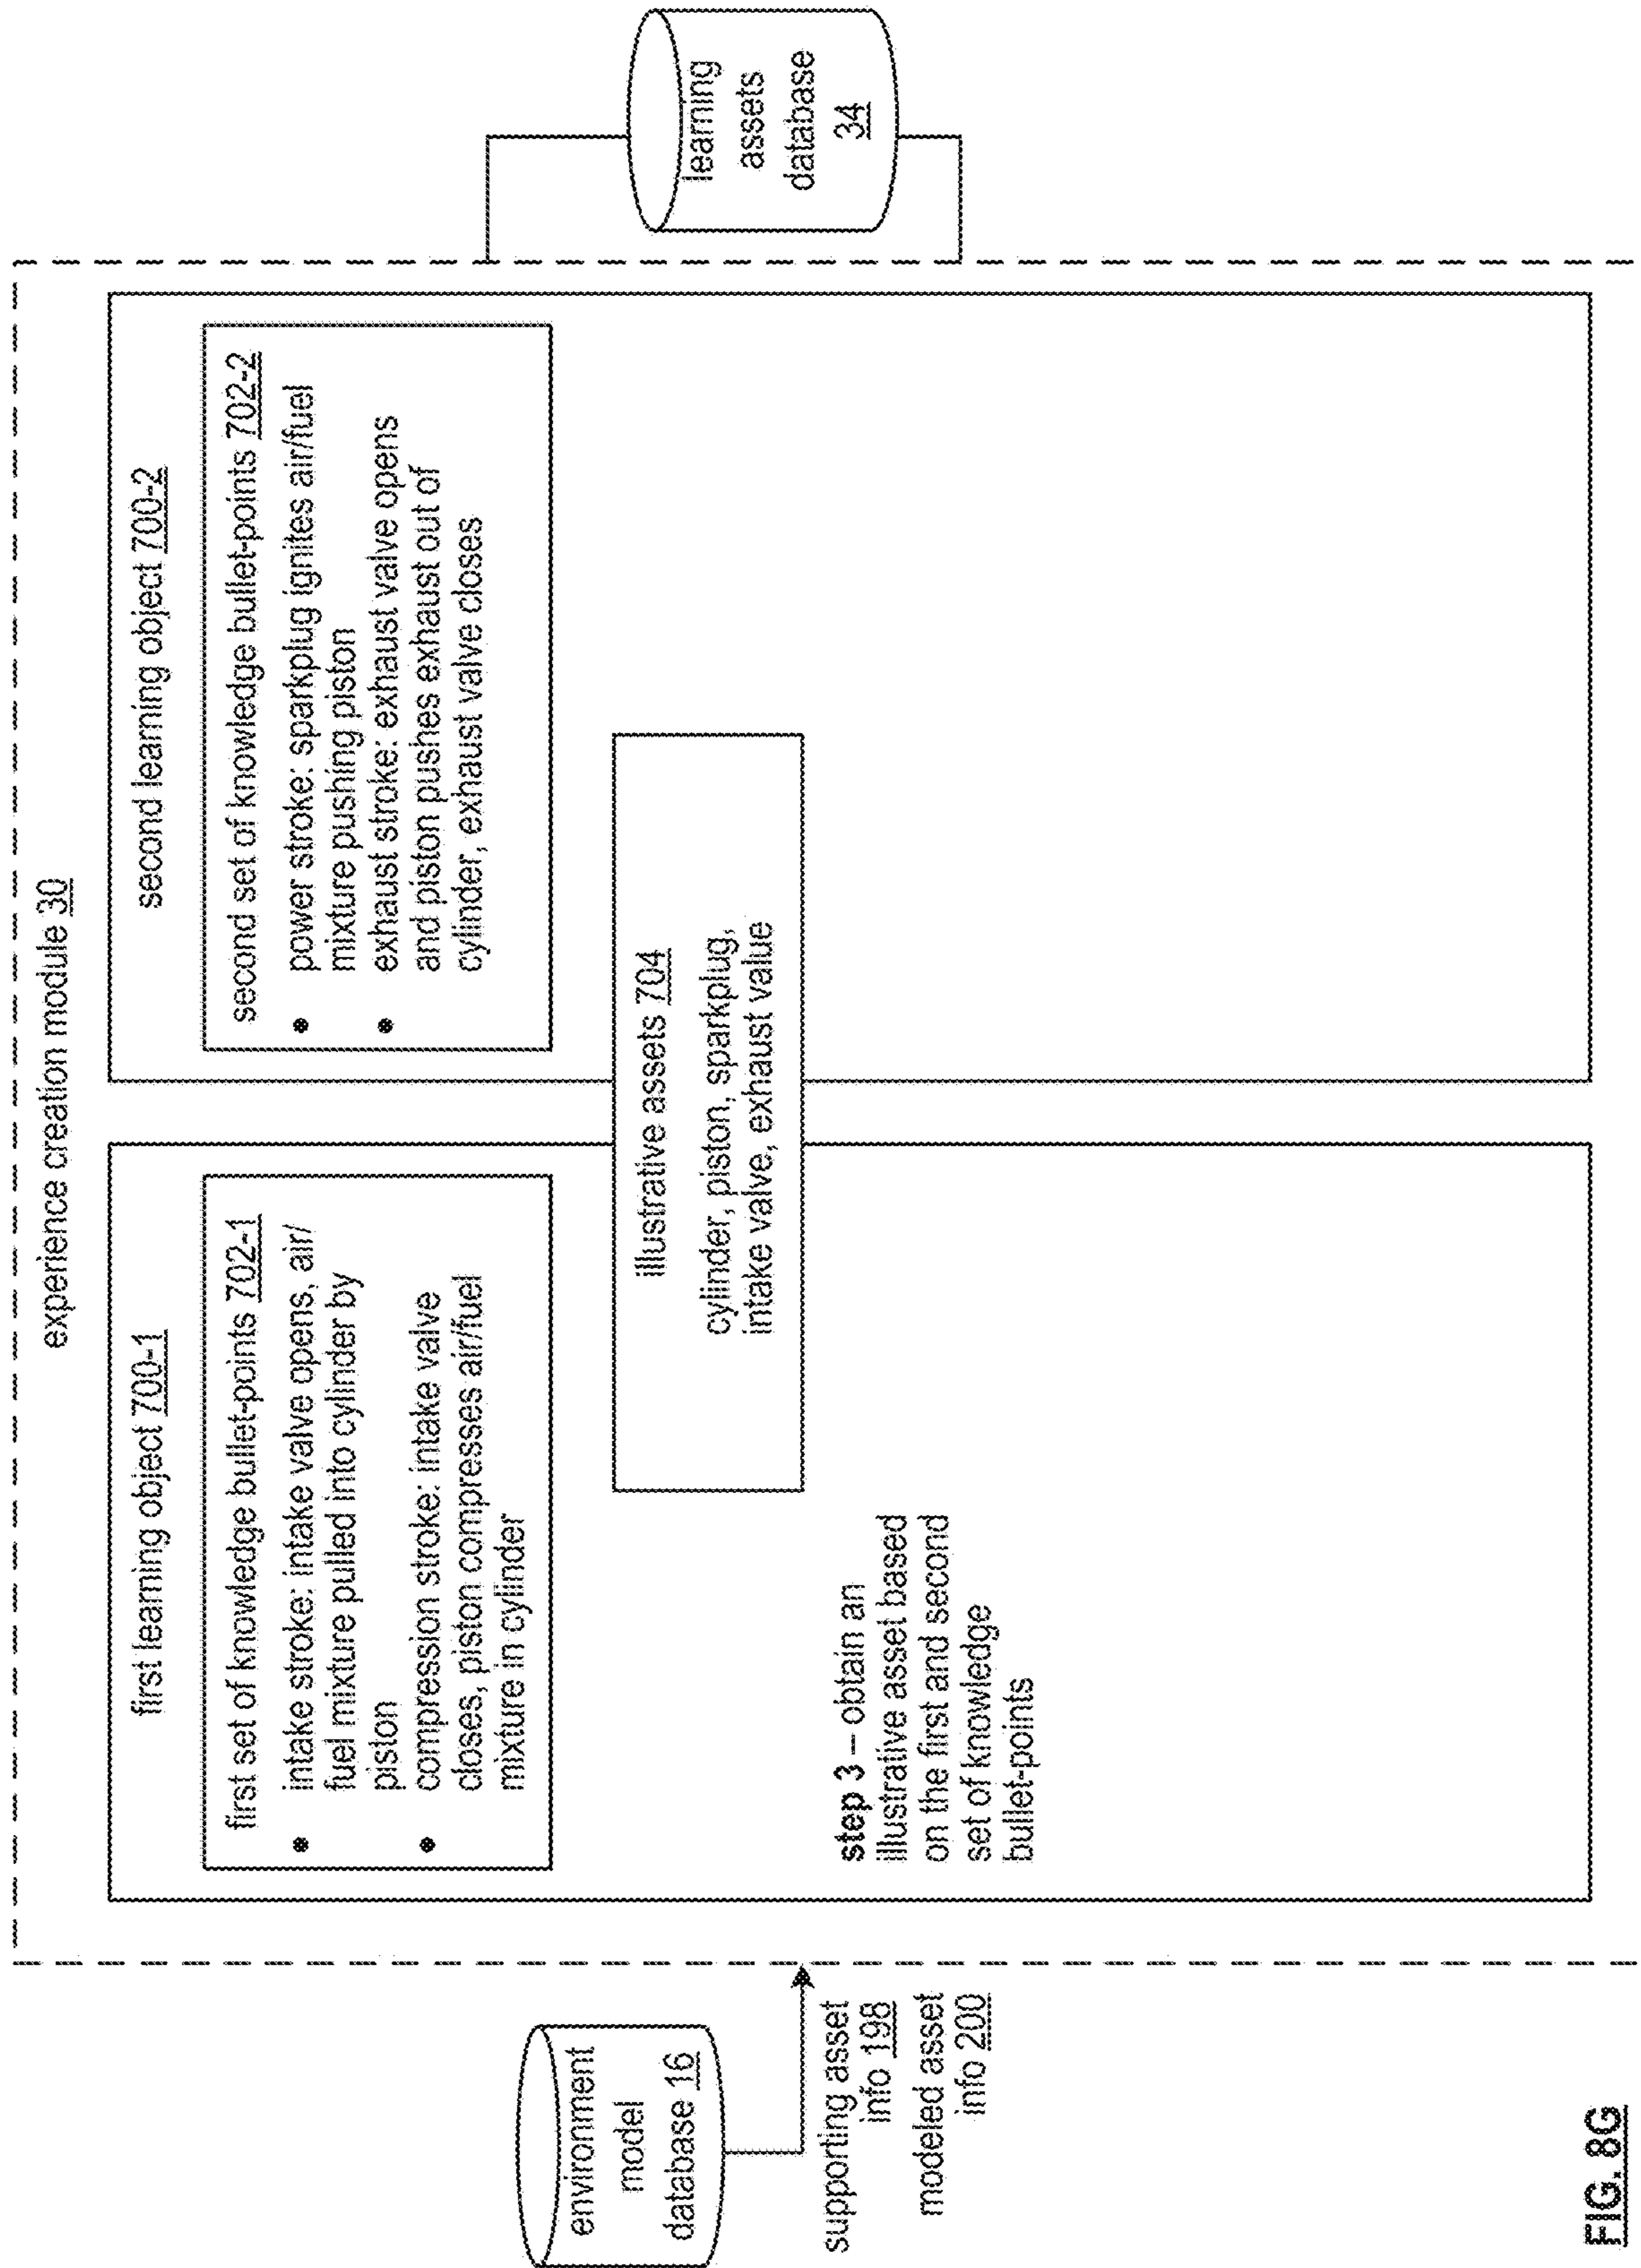 experience creation module 30
first learning object 700-1
first set of knowledge bullet-points 702-1
• intake stroke: intake valve opens, air/
fuel mixture pulled into cylinder by
piston
• compression stroke: intake valve
closes, piston compresses air/fuel
mixture in cylinder
second learning object 700-2
second set of knowledge bullet-points 702-2
• power stroke: sparkplug ignites air/fuel
mixture pushing piston
• exhaust stroke: exhaust valve opens
and piston pushes exhaust out of
cylinder, exhaust valve closes
illustrative assets 704
cylinder, piston, sparkplug,
intake valve, exhaust value
step 3 – obtain an
illustrative asset based
on the first and second
set of knowledge
bullet-points
environment
model
database 16
supporting asset
info 198
modeled asset
info 200
learning
assets
database
34
FIG. 8G